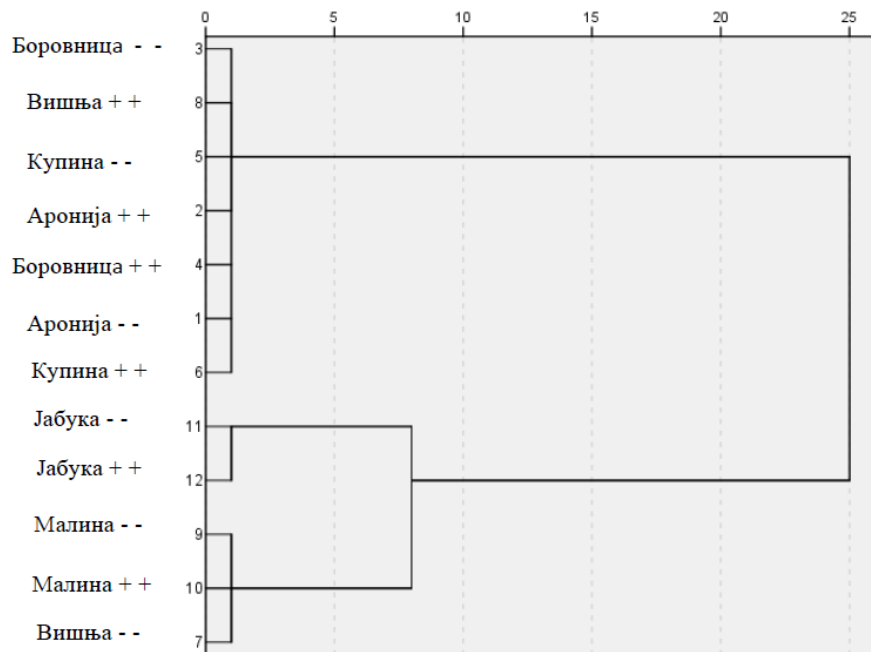 0 5 10 15 20 25
Боровница - - 3
Вишња + + 8
Купина - - 5
Аронија + + 2
Боровница + + 4
Аронија - - 1
Купина + + 6
Јабука - - 11
Јабука + + 12
Малина - - 9
Малина + + 10
Вишња - - 7